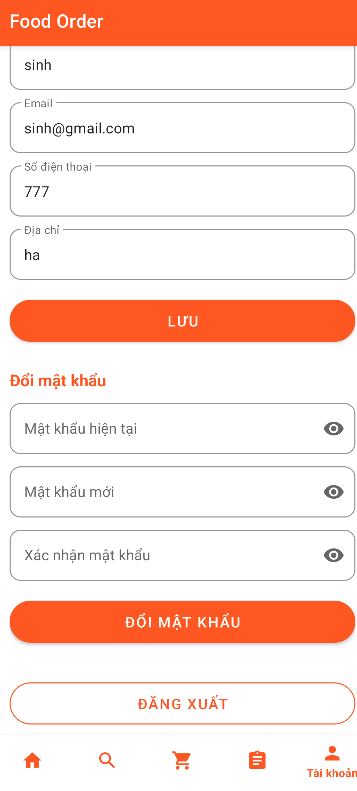 Food Order
sinh
Email
sinh@gmail.com
Số điện thoại
777
Địa chỉ
ha
LƯU
Đổi mật khẩu
Mật khẩu hiện tại
Mật khẩu mới
Xác nhận mật khẩu
ĐỔI MẬT KHẨU
ĐĂNG XUẤT
Tài khoản